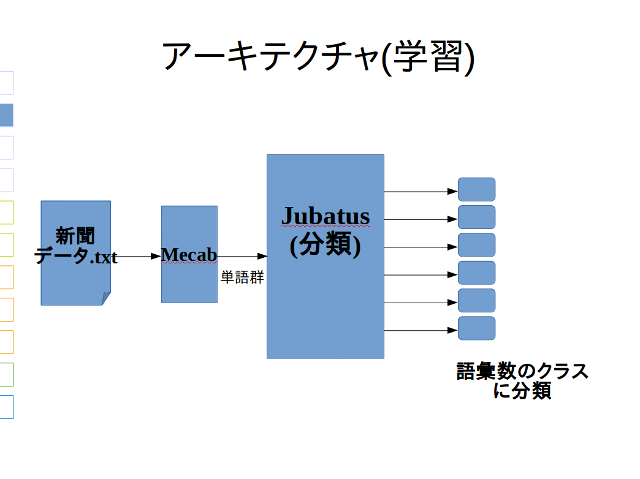 アーキテクチャ(学習)
新聞
データ.txt
Mecab
単語群
Jubatus
(分類)
語彙数のクラス
に分類